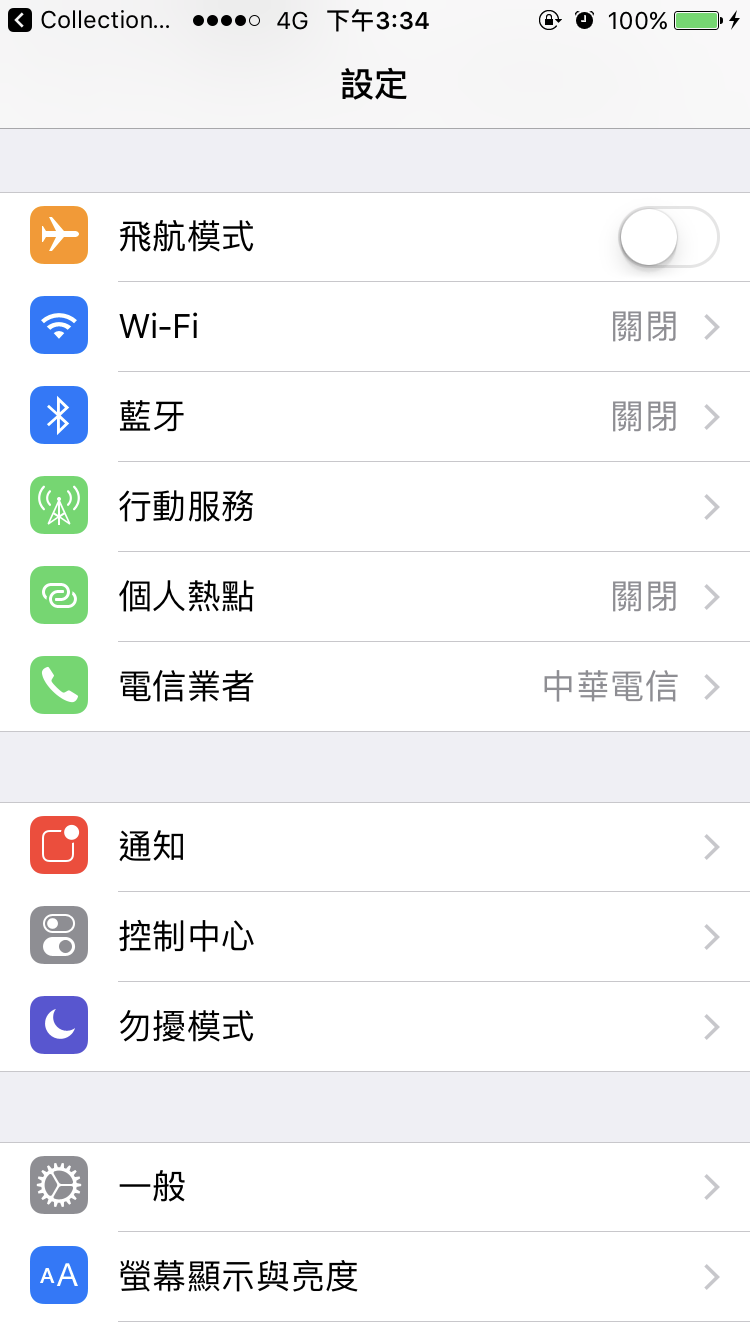 Collection... 4G 下午3:34 100%
設定
飛航模式
Wi-Fi 關閉
藍牙 關閉
行動服務
個人熱點 關閉
電信業者 中華電信
通知
控制中心
勿擾模式
一般
AA 螢幕顯示與亮度